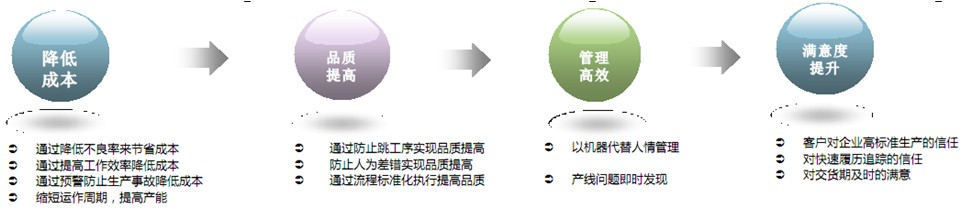 降低
成本
通过降低不良率来节省成本
通过提高工作效率降低成本
通过预警防止生产事故降低成本
缩短运作周期，提高产能
品质
提高
通过防止跳工序实现品质提高
防止人为差错实现品质提高
通过流程标准化执行提高品质
管理
高效
以机器代替人情管理
产线问题即时发现
满意度
提升
客户对企业高标准生产的信任
对快速履历追踪的信任
对交货期及时的满意